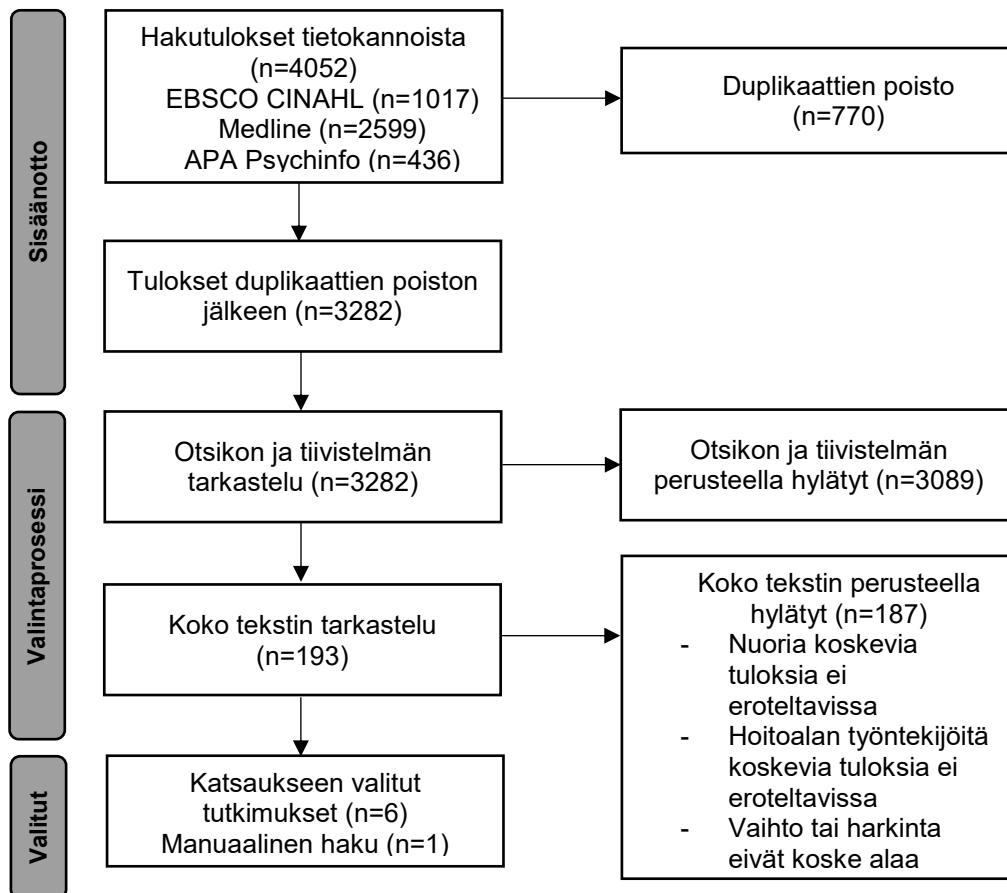 Sisäänotto
Hakutulokset tietokannoista
(n=4052)
EBSCO CINAHL (n=1017)
Medline (n=2599)
APA Psychinfo (n=436)
Duplikaattien poisto
(n=770)
Tulokset duplikaattien poiston
jälkeen (n=3282)
Valintaprosessi
Otsikon ja tiivistelmän
tarkastelu (n=3282)
Otsikon ja tiivistelmän
perusteella hylätyt (n=3089)
Koko tekstin tarkastelu
(n=193)
Koko tekstin perusteella
hylätyt (n=187)
- Nuoria koskevia
tuloksia ei
eroteltavissa
- Hoitoalan työntekijöitä
koskevia tuloksia ei
eroteltavissa
- Vaihto tai harkinta
eivät koske alaa
Valitut
Katsaukseen valitut
tutkimukset (n=6)
Manuaalinen haku (n=1)